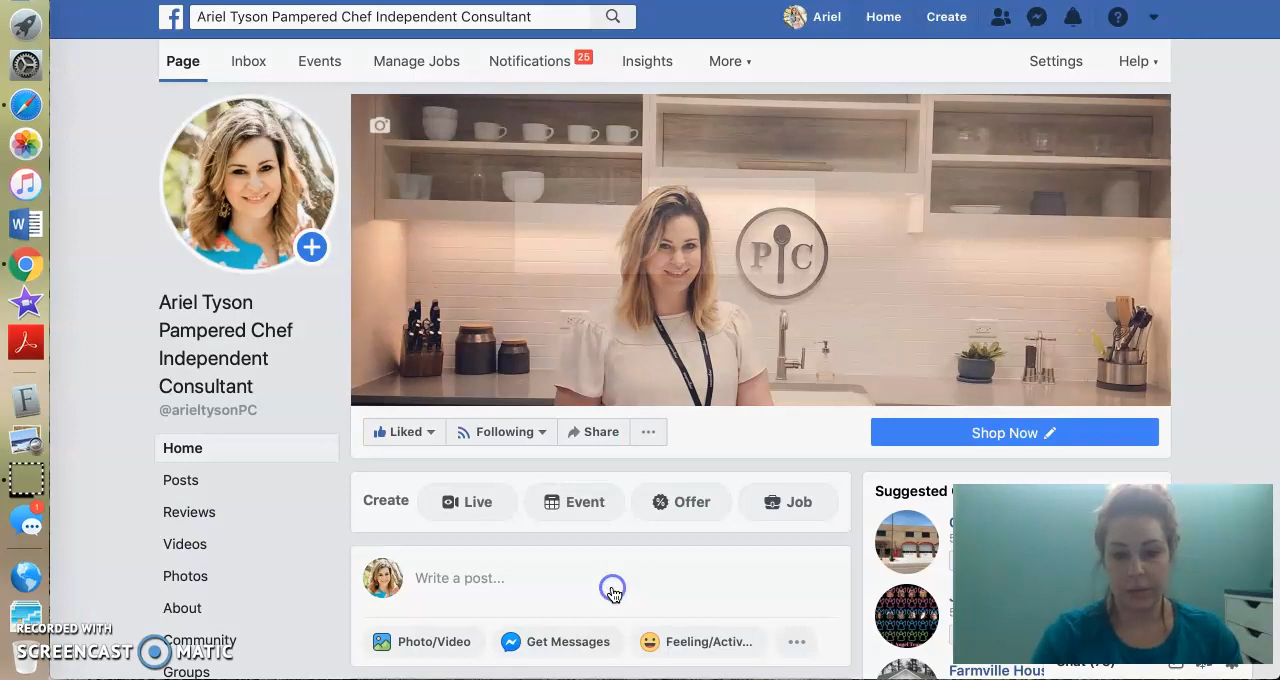 Ariel Tyson Pampered Chef Independent Consultant
Ariel
Home
Create
Page
Inbox
Events
Manage Jobs
Notifications 25
Insights
More
Settings
Help
P C
Ariel Tyson
Pampered Chef
Independent
Consultant
@arieltysonPC
Liked
Following
Share
Shop Now
Home
Posts
Reviews
Videos
Photos
About
Community
Groups
Create
Live
Event
Offer
Job
Write a post...
Photo/Video
Get Messages
Feeling/Activ...
Suggested
Farmville Hous
W
1
RECORDED WITH
SCREENCAST MATIC